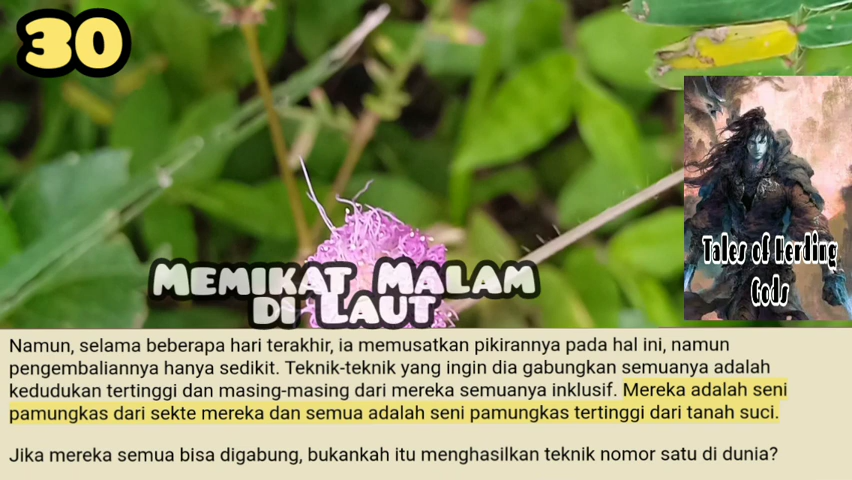 30
Tales of Herding
Gods
MEMIKAT MALAM
DI LAUT
Namun, selama beberapa hari terakhir, ia memusatkan pikirannya pada hal ini, namun
pengembaliannya hanya sedikit. Teknik-teknik yang ingin dia gabungkan semuanya adalah
kedudukan tertinggi dan masing-masing dari mereka semuanya inklusif. Mereka adalah seni
pamungkas dari sekte mereka dan semua adalah seni pamungkas tertinggi dari tanah suci.
Jika mereka semua bisa digabung, bukankah itu menghasilkan teknik nomor satu di dunia?